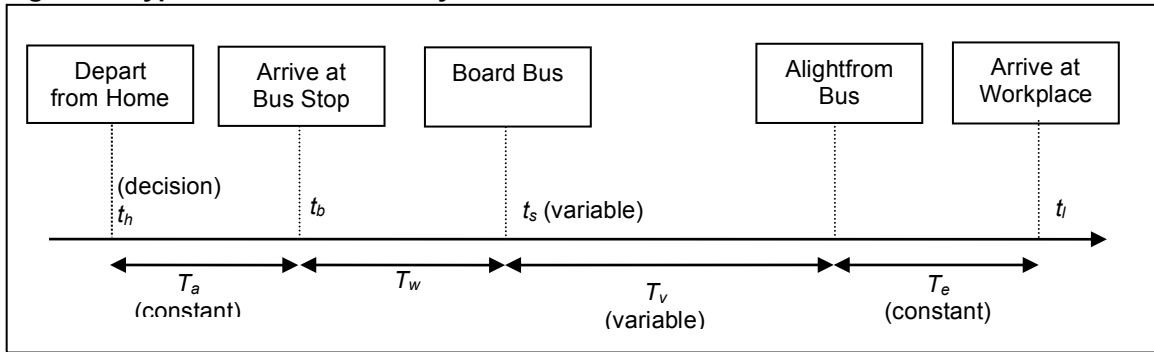 Depart
from Home
Arrive at
Bus Stop
Board Bus
Alightfrom
Bus
Arrive at
Workplace
(decision)
t_h
t_b
t_s (variable)
t_l
T_a
(constant)
T_w
T_v
(variable)
T_e
(constant)